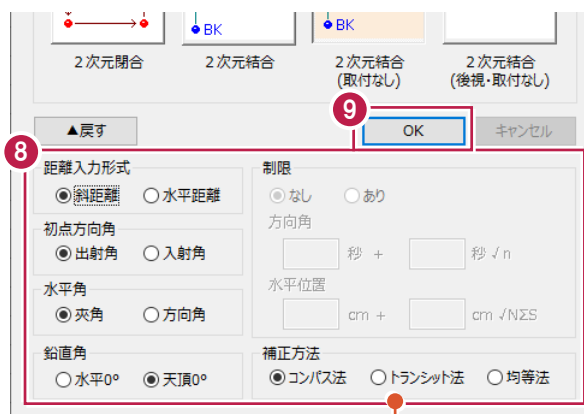 BK
BK
2次元閉合
2次元結合
2次元結合
(取付なし)
2次元結合
(後視・取付なし)
9
▲戻す
OK
キャンセル
8
距離入力形式
斜距離
水平距離
初点方向角
出射角
入射角
水平角
夾角
方向角
鉛直角
水平0°
天頂0°
制限
なし
あり
方向角
秒 +
秒 √n
水平位置
cm +
cm √NΣS
補正方法
コンパス法
トランシット法
均等法